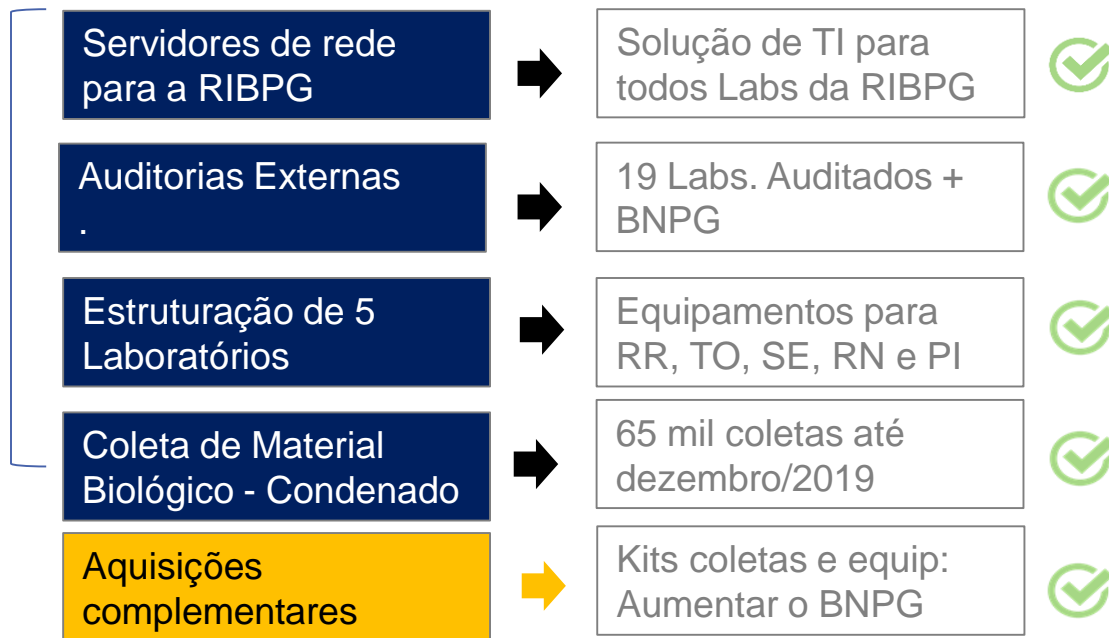 Servidores de rede
para a RIBPG
Solução de TI para
todos Labs da RIBPG
Auditorias Externas
.
19 Labs. Auditados +
BNPG
Estruturação de 5
Laboratórios
Equipamentos para
RR, TO, SE, RN e PI
Coleta de Material
Biológico - Condenado
65 mil coletas até
dezembro/2019
Aquisições
complementares
Kits coletas e equip:
Aumentar o BNPG